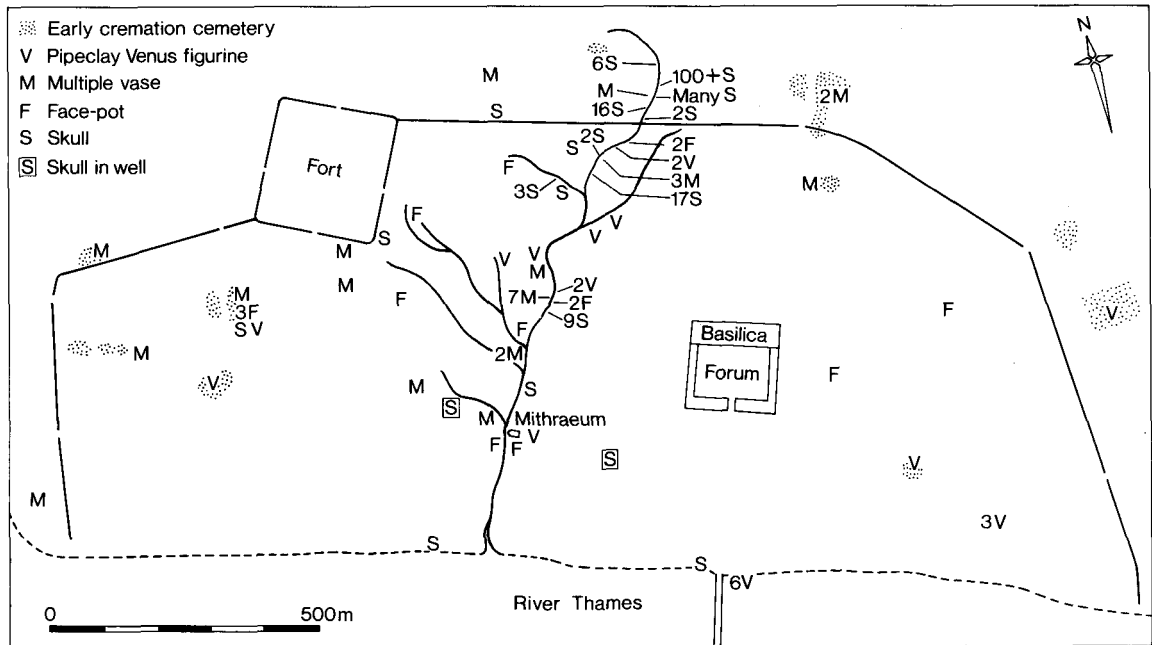 Early cremation cemetery
V Pipeclay Venus figurine
M Multiple vase
F Face-pot
S Skull
S Skull in well
N
6S
M
100+S
M
Many S
2M
S
16S
2S
2S
S
2F
F
2V
3S
S
3M
M
17S
Fort
F
V
V
S
M
M
V
V
M
M
F
7M
2V
2F
9S
M
3F
S V
F
V
F
2M
M
Basilica
Forum
F
V
M
S
S
M
Mithraeum
V
F
F
S
V
M
3V
S
S
6V
River Thames
0
500m